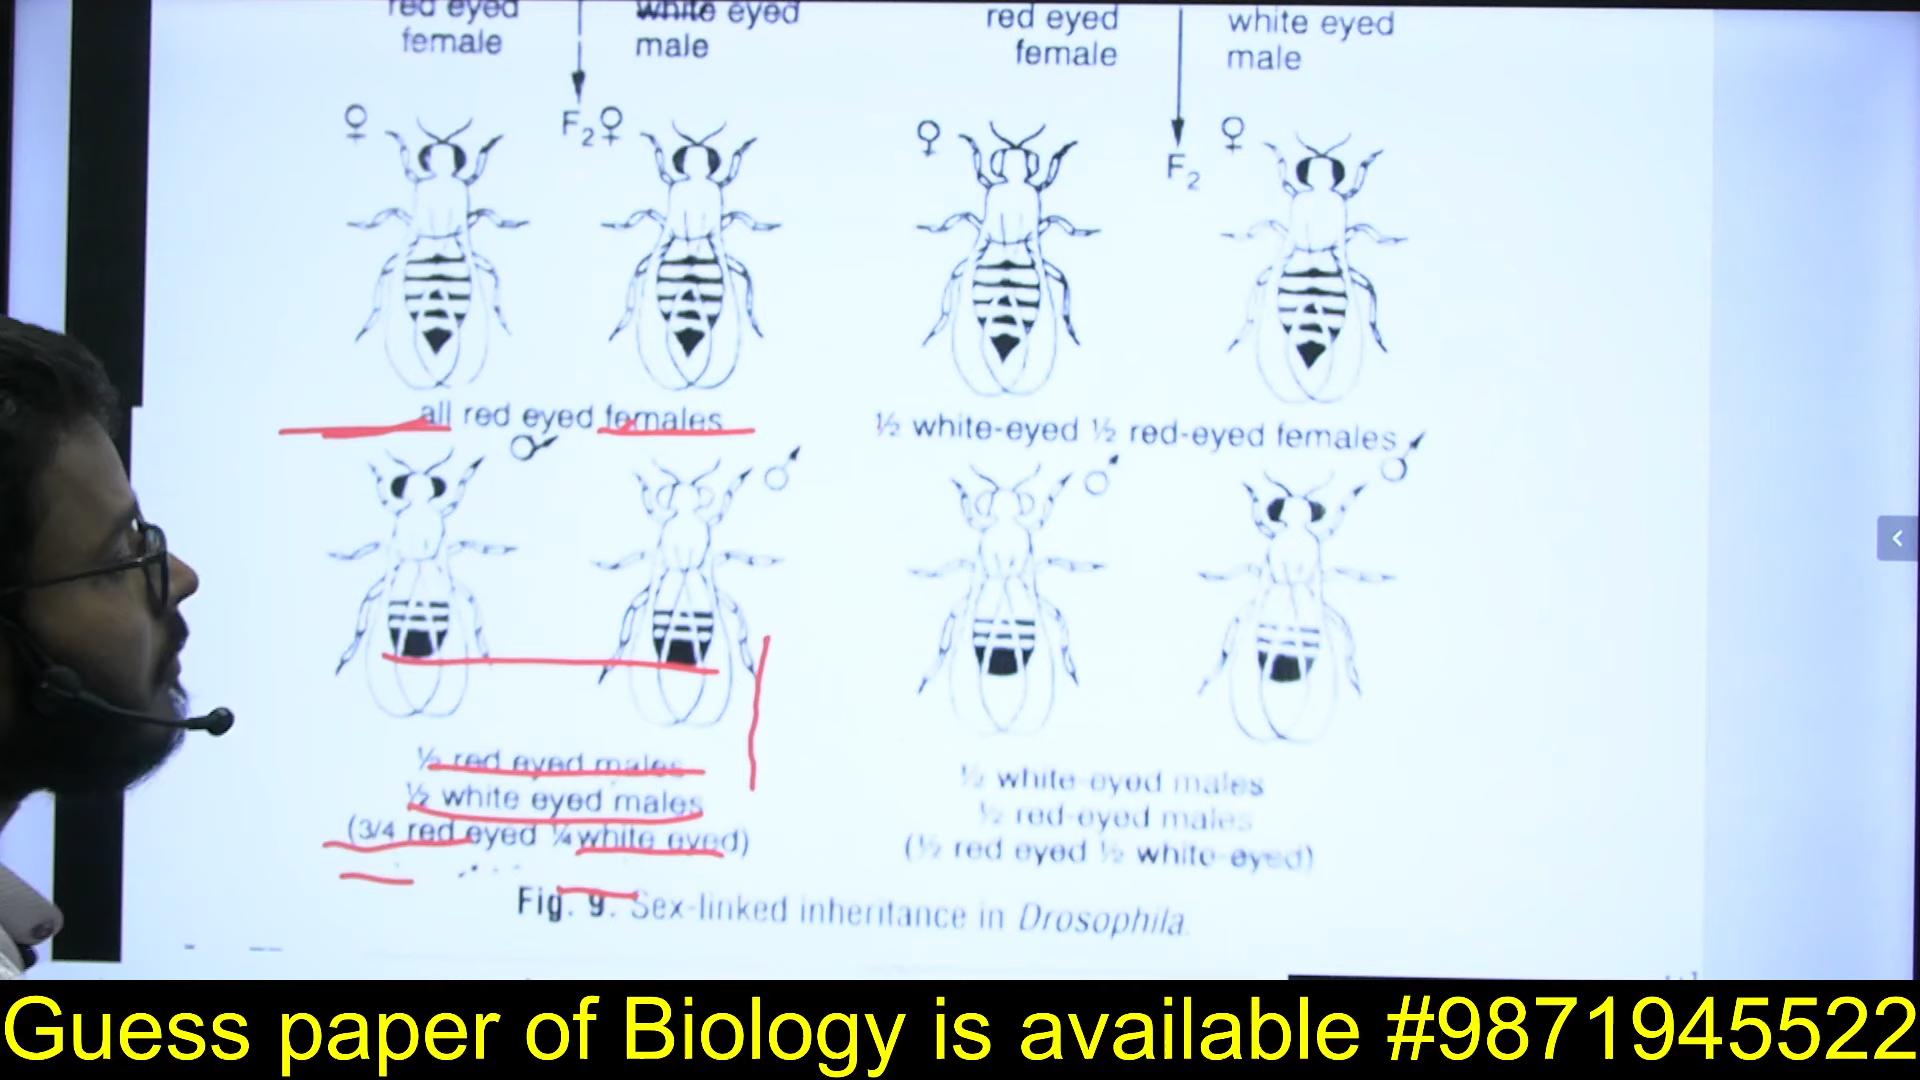 red eyed
female
white eyed
male
red eyed
female
white eyed
male
♀
F2 ♀
♀
F2
♀
all red eyed females
½ white-eyed ½ red-eyed females
♂
♂
♂
♂
½ red eyed males
½ white eyed males
(3/4 red eyed ¼ white eyed)
½ white-eyed males
½ red-eyed males
(½ red eyed ½ white-eyed)
Fig. 9. Sex-linked inheritance in Drosophila.
<
Guess paper of Biology is available #9871945522